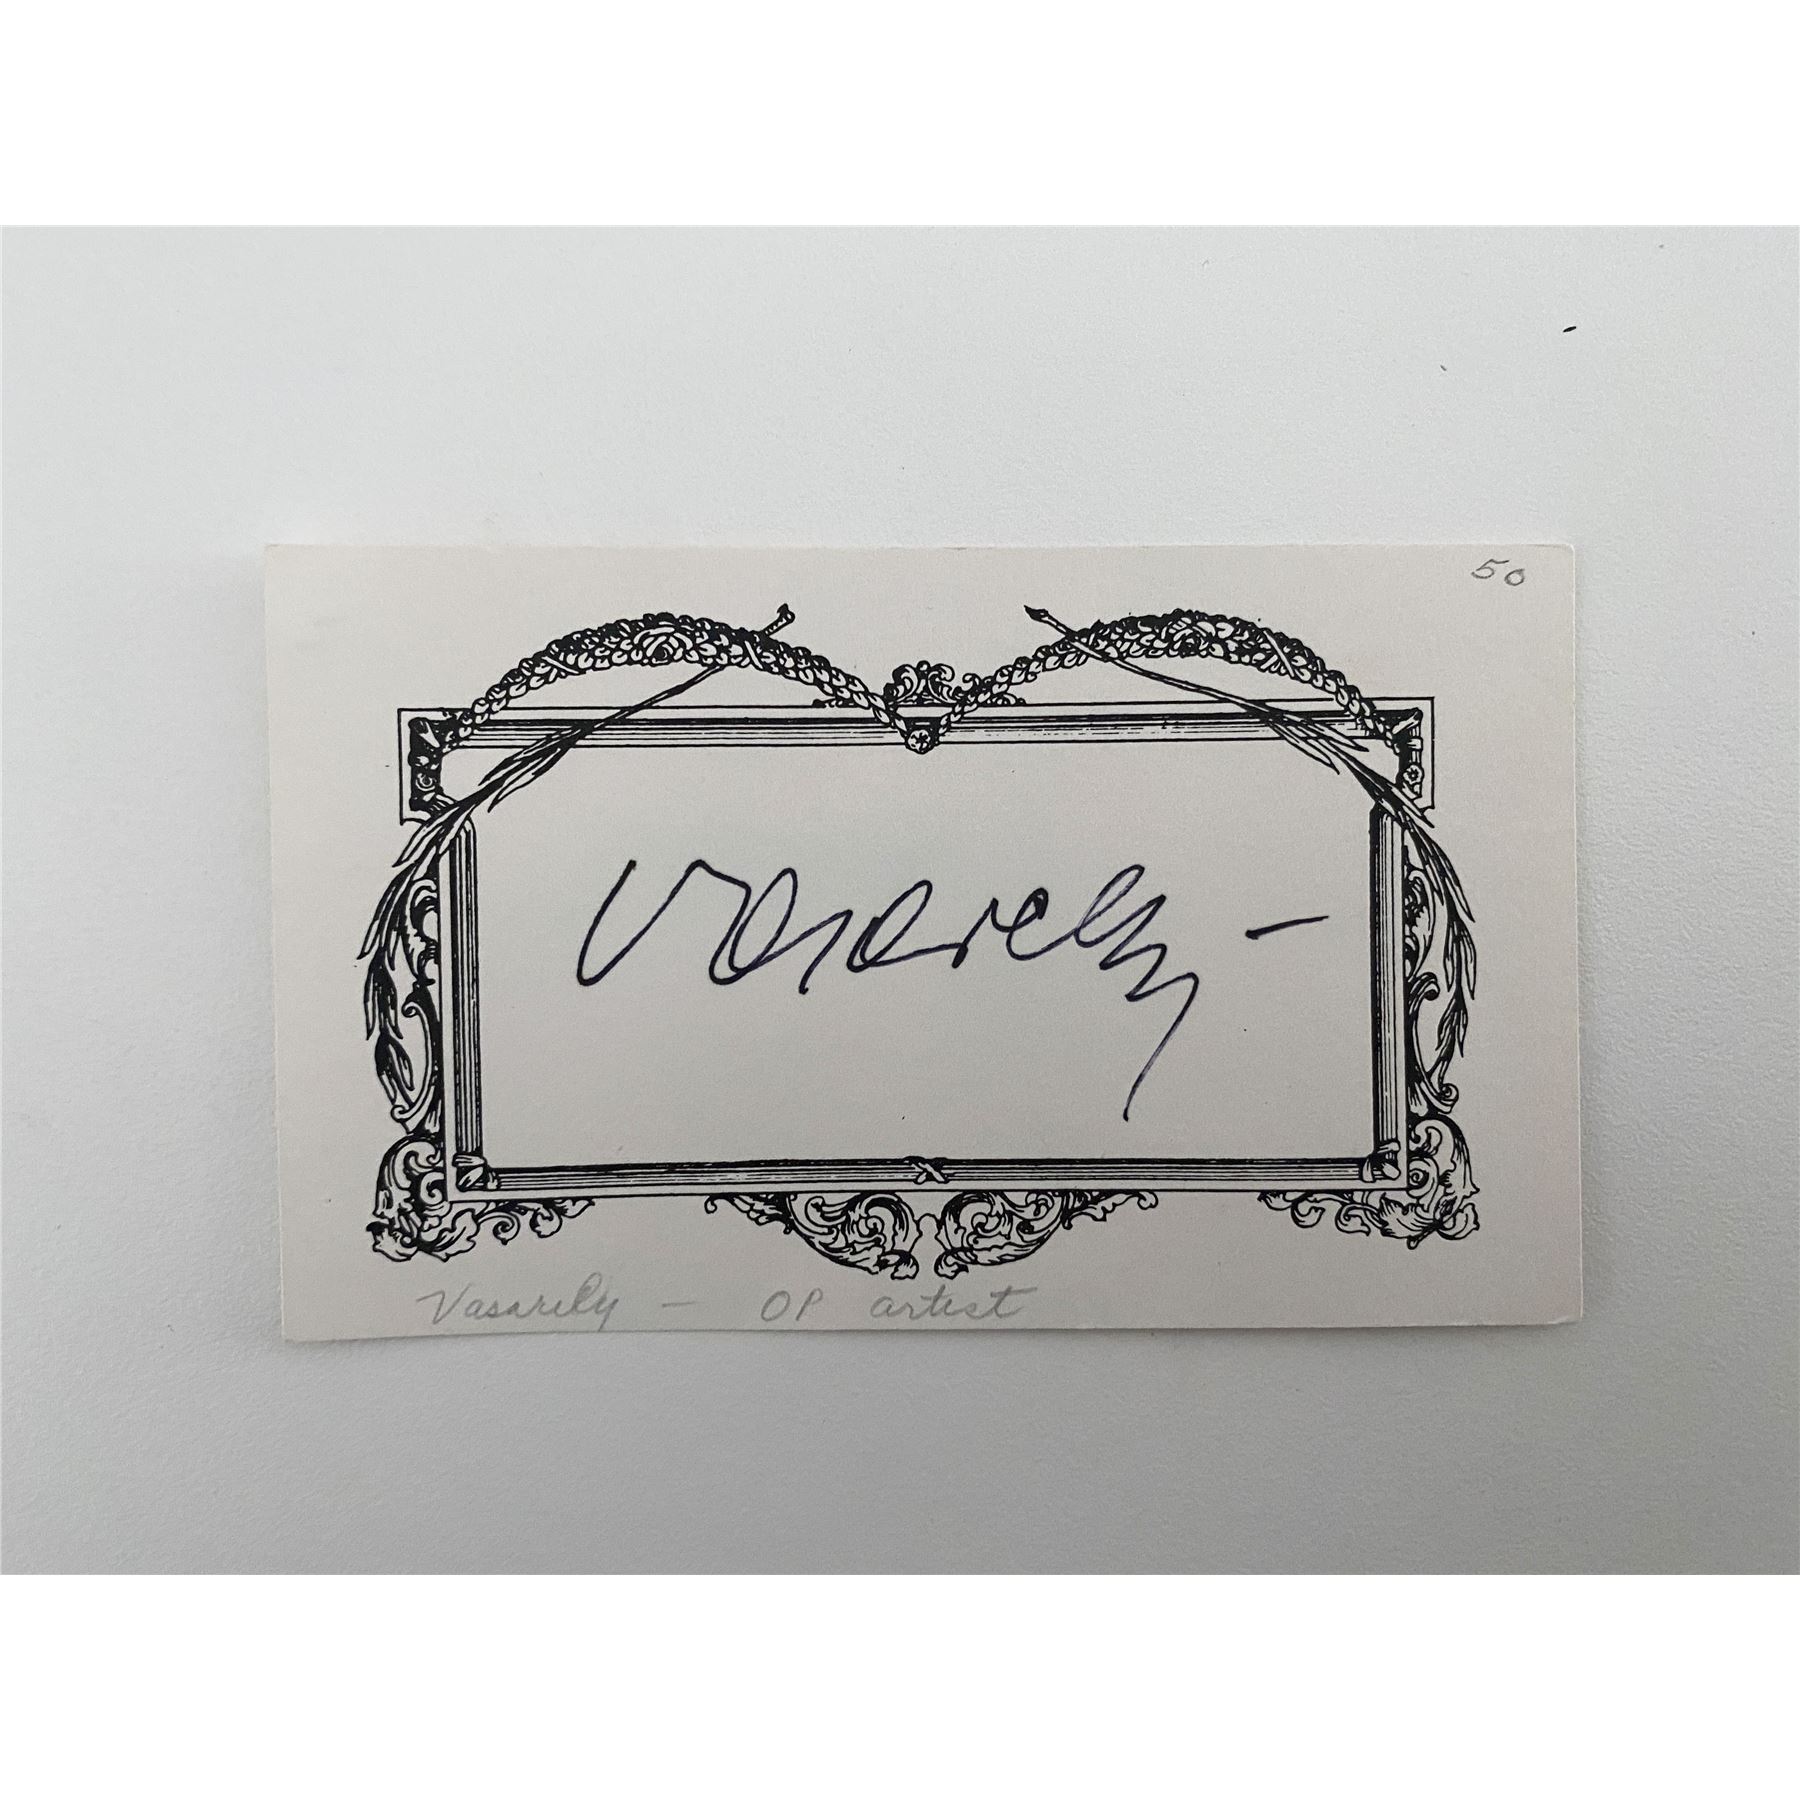 50
Vasarely -
Vasarely - OP artist